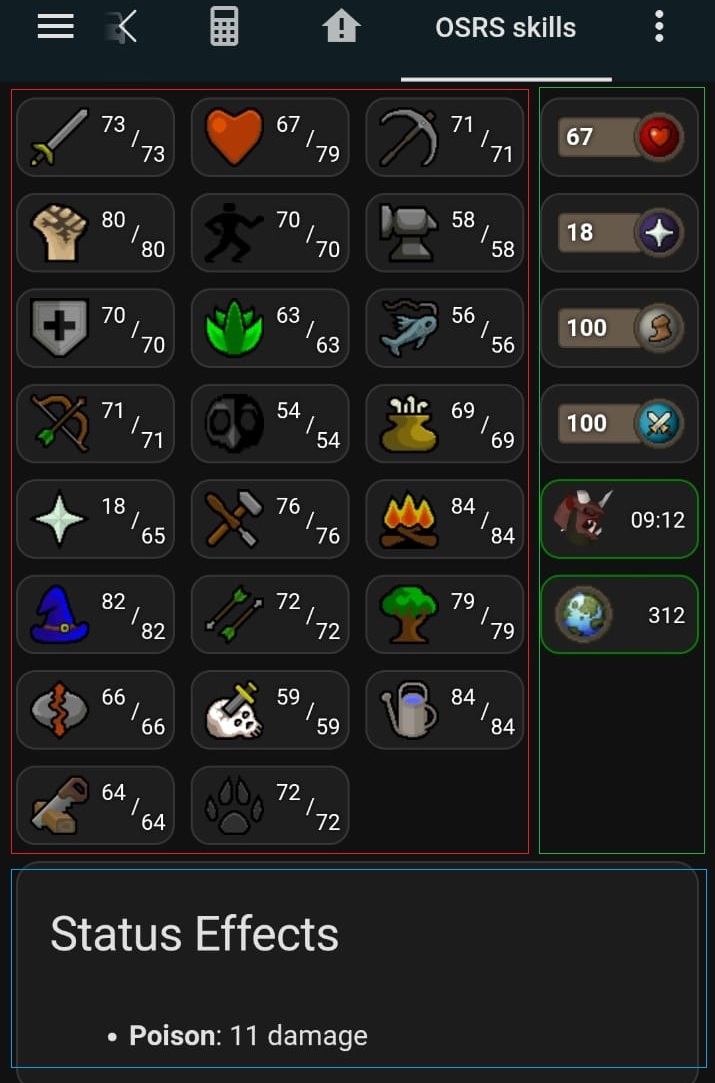 OSRS skills
73/73 67/79 71/71 67
80/80 70/70 58/58 18
70/70 63/63 56/56 100
71/71 54/54 69/69 100
18/65 76/76 84/84 09:12
82/82 72/72 79/79 312
66/66 59/59 84/84
64/64 72/72
Status Effects
• Poison: 11 damage